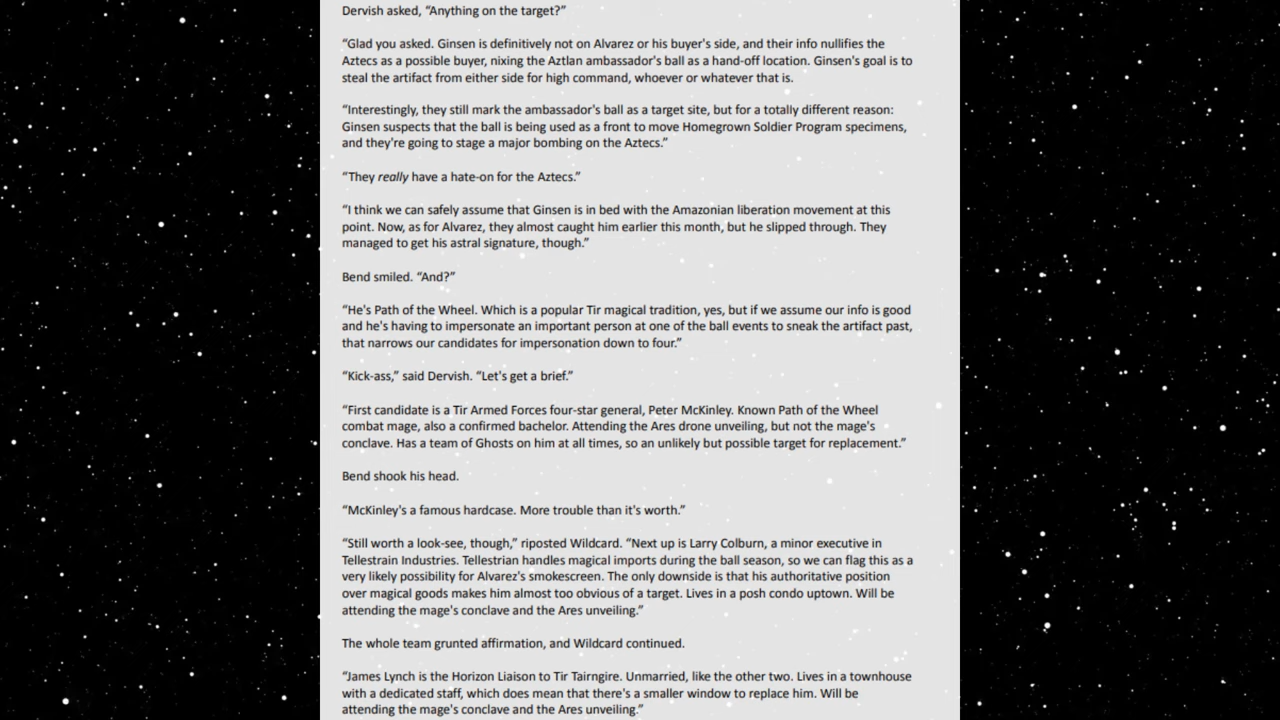 Dervish asked, “Anything on the target?”
“Glad you asked. Ginsen is definitively not on Alvarez or his buyer's side, and their info nullifies the
Aztecs as a possible buyer, nixing the Aztlan ambassador's ball as a hand-off location. Ginsen's goal is to
steal the artifact from either side for high command, whoever or whatever that is.
“Interestingly, they still mark the ambassador's ball as a target site, but for a totally different reason:
Ginsen suspects that the ball is being used as a front to move Homegrown Soldier Program specimens,
and they're going to stage a major bombing on the Aztecs.”
“They really have a hate-on for the Aztecs.”
“I think we can safely assume that Ginsen is in bed with the Amazonian liberation movement at this
point. Now, as for Alvarez, they almost caught him earlier this month, but he slipped through. They
managed to get his astral signature, though.”
Bend smiled. “And?”
“He's Path of the Wheel. Which is a popular Tir magical tradition, yes, but if we assume our info is good
and he's having to impersonate an important person at one of the ball events to sneak the artifact past,
that narrows our candidates for impersonation down to four.”
“Kick-ass,” said Dervish. “Let's get a brief.”
“First candidate is a Tir Armed Forces four-star general, Peter McKinley. Known Path of the Wheel
combat mage, also a confirmed bachelor. Attending the Ares drone unveiling, but not the mage's
conclave. Has a team of Ghosts on him at all times, so an unlikely but possible target for replacement.”
Bend shook his head.
“McKinley's a famous hardcase. More trouble than it's worth.”
“Still worth a look-see, though,” riposted Wildcard. “Next up is Larry Colburn, a minor executive in
Tellestrain Industries. Tellestrian handles magical imports during the ball season, so we can flag this as a
very likely possibility for Alvarez's smokescreen. The only downside is that his authoritative position
over magical goods makes him almost too obvious of a target. Lives in a posh condo uptown. Will be
attending the mage's conclave and the Ares unveiling.”
The whole team grunted affirmation, and Wildcard continued.
“James Lynch is the Horizon Liaison to Tir Tairngire. Unmarried, like the other two. Lives in a townhouse
with a dedicated staff, which does mean that there's a smaller window to replace him. Will be
attending the mage's conclave and the Ares unveiling.”